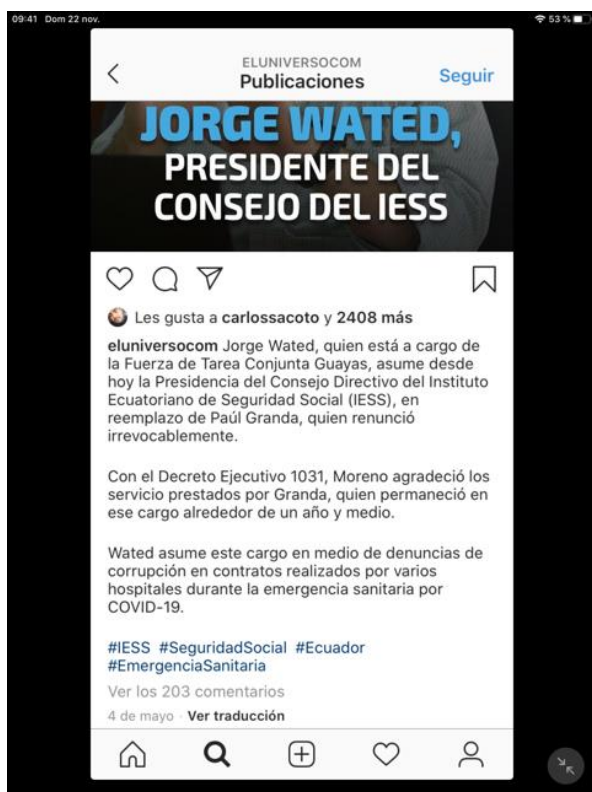 09:41 Dom 22 nov.
53 %
ELUNIVERSOCOM
Publicaciones
Seguir
JORGE WATED,
PRESIDENTE DEL
CONSEJO DEL IESS
Les gusta a carlossacoto y 2408 más
eluniversocom Jorge Wated, quien está a cargo de
la Fuerza de Tarea Conjunta Guayas, asume desde
hoy la Presidencia del Consejo Directivo del Instituto
Ecuatoriano de Seguridad Social (IESS), en
reemplazo de Paúl Granda, quien renunció
irrevocablemente.
Con el Decreto Ejecutivo 1031, Moreno agradeció los
servicio prestados por Granda, quien permaneció en
ese cargo alrededor de un año y medio.
Wated asume este cargo en medio de denuncias de
corrupción en contratos realizados por varios
hospitales durante la emergencia sanitaria por
COVID-19.
#IESS #SeguridadSocial #Ecuador
#EmergenciaSanitaria
Ver los 203 comentarios
4 de mayo · Ver traducción